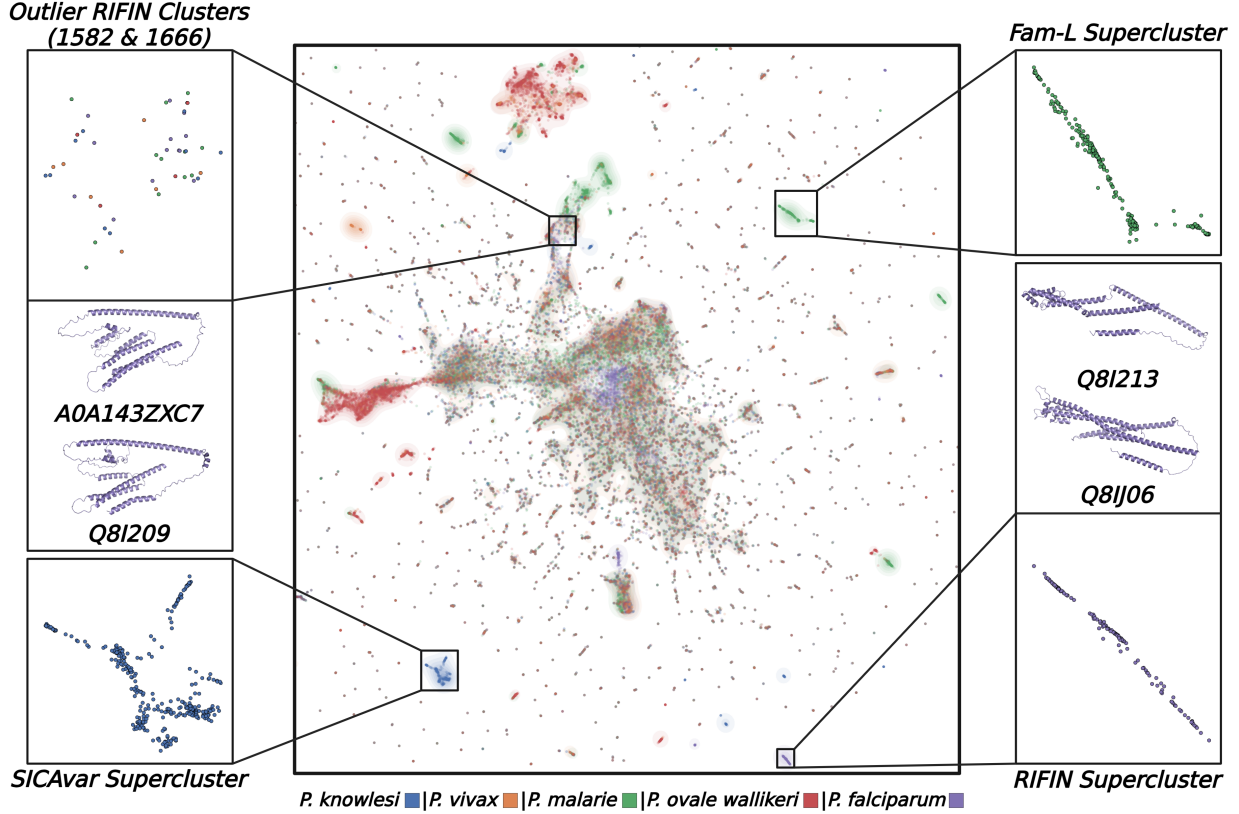 Outlier RIFIN Clusters
(1582 & 1666)
Fam-L Supercluster
A0A143ZXC7
Q8I209
Q8I213
Q8IJ06
SICAvar Supercluster
RIFIN Supercluster
P. knowlesi | P. vivax | P. malarie | P. ovale wallikeri | P. falciparum